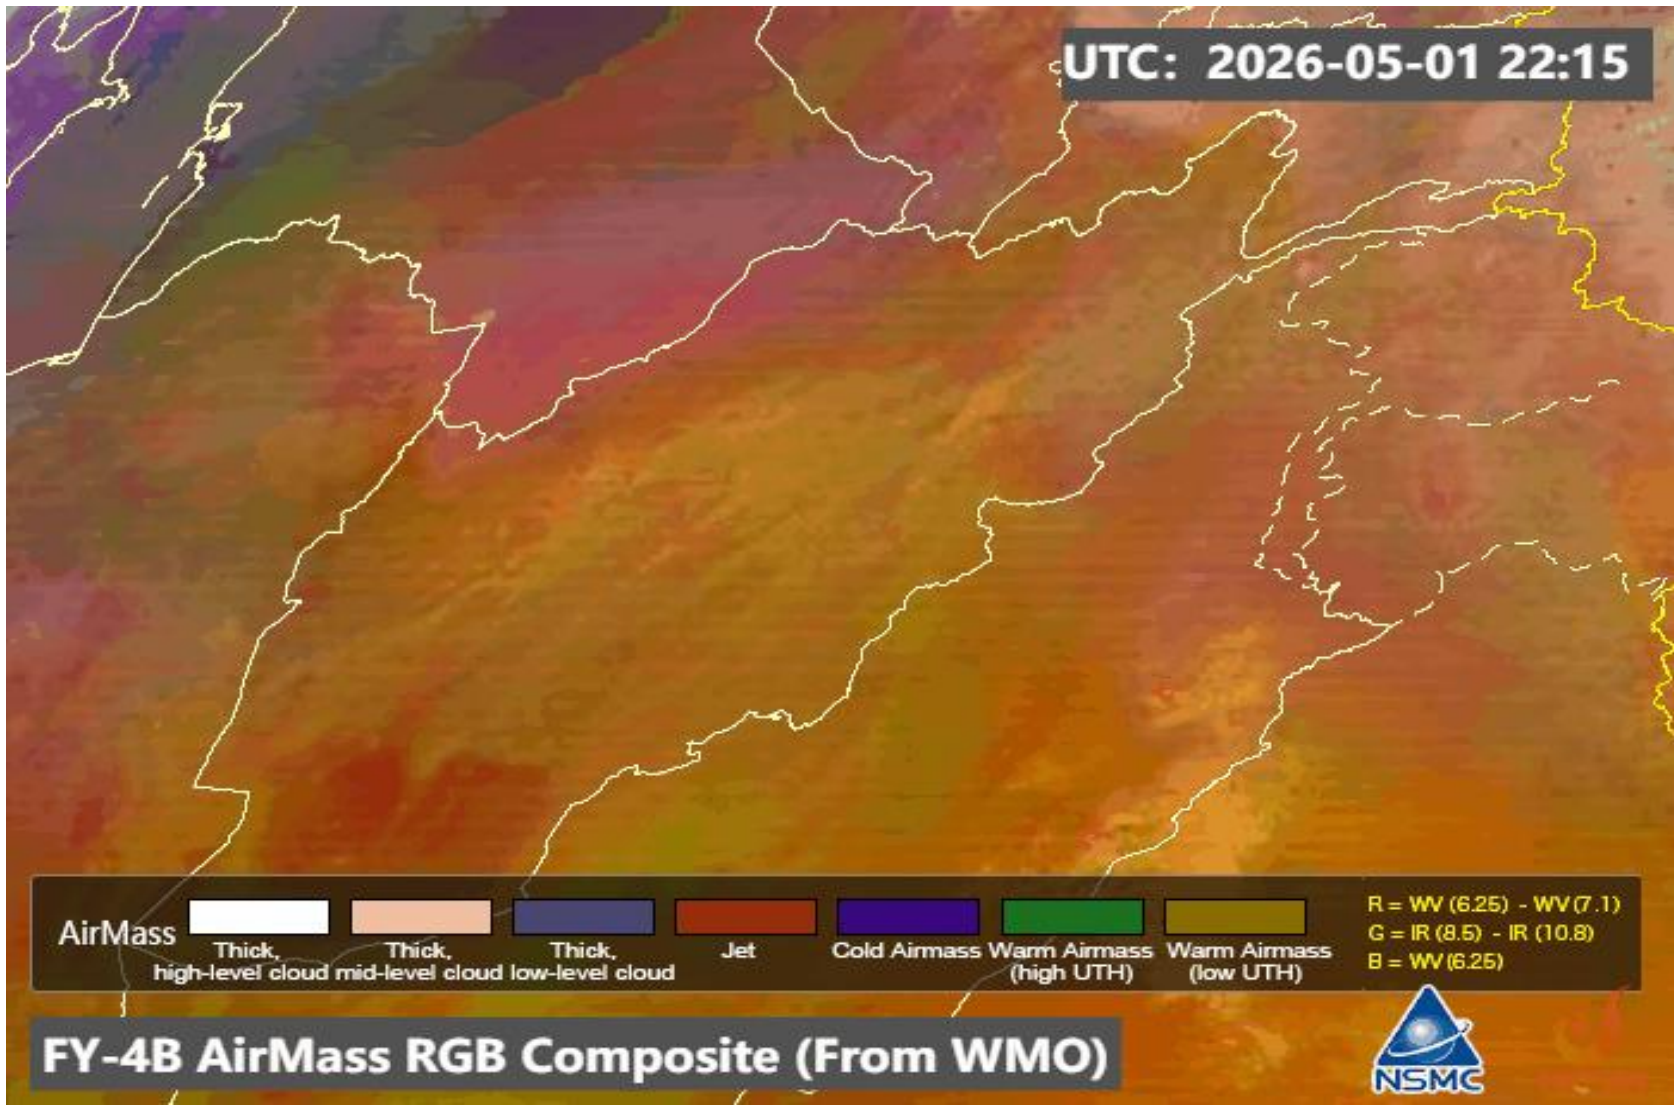 UTC: 2026-05-01 22:15
AirMass
Thick, high-level cloud
Thick, mid-level cloud
Thick, low-level cloud
Jet
Cold Airmass
Warm Airmass (high UTH)
Warm Airmass (low UTH)
R = WV (6.25) - WV (7.1)
G = IR (8.5) - IR (10.8)
B = WV (6.25)
FY-4B AirMass RGB Composite (From WMO)
NSMC